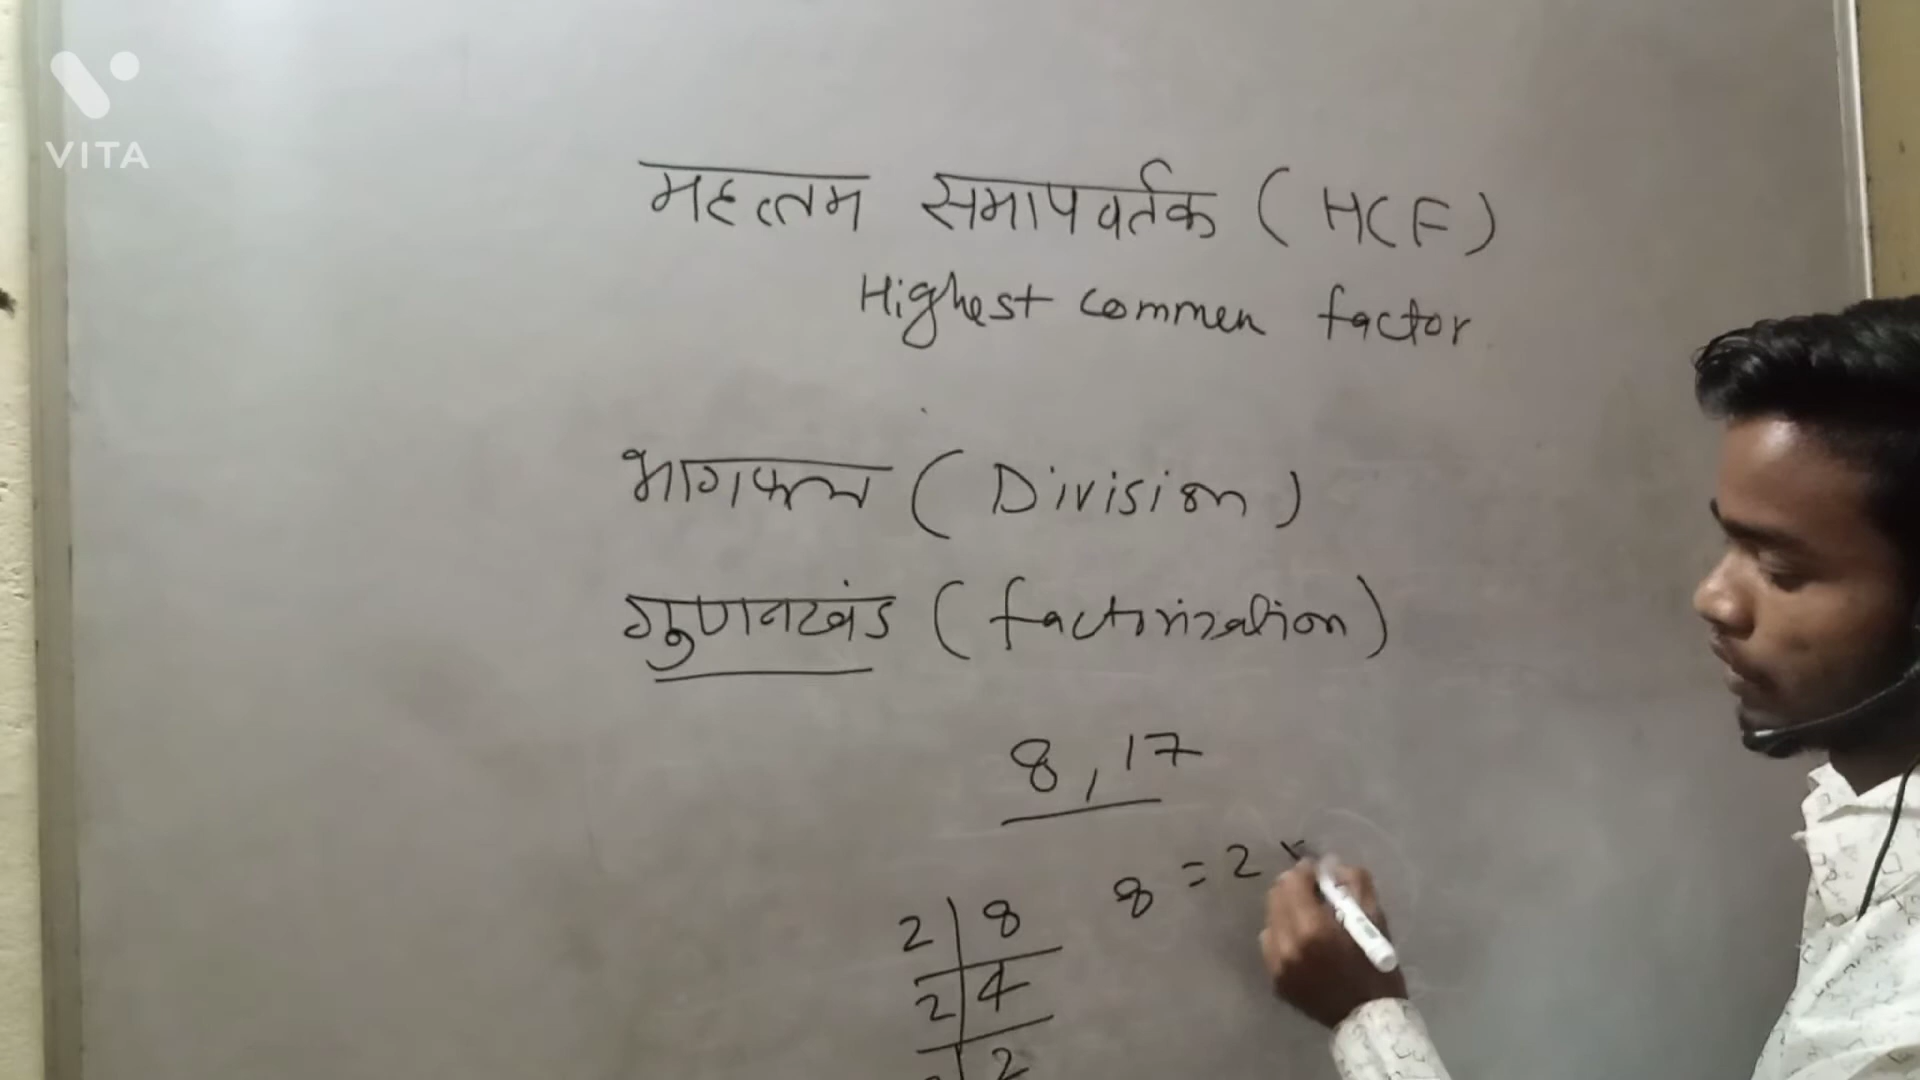 VITA
महत्तम समापवर्तक (HCF)
Highest commen factor
भागफल (Division)
गुणनखंड (factorization)
8, 17
8 = 2 ×
2 | 8
2 | 4
2